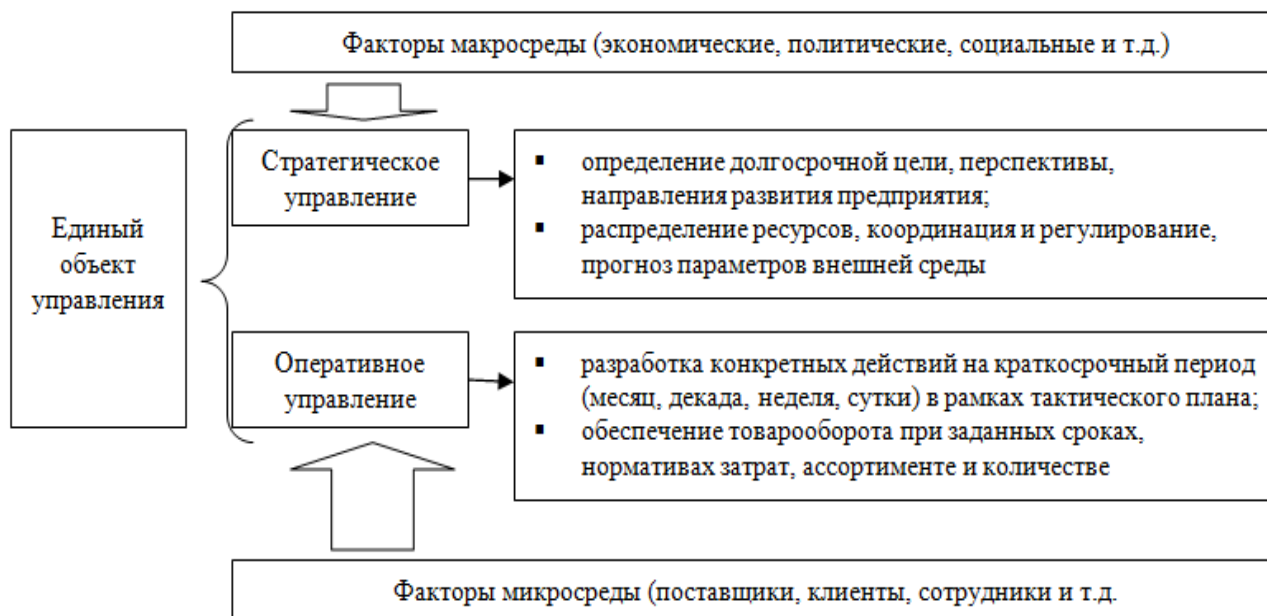 Факторы макросреды (экономические, политические, социальные и т.д.)
Единый
объект
управления
Стратегическое
управление
▪ определение долгосрочной цели, перспективы,
направления развития предприятия;
▪ распределение ресурсов, координация и регулирование,
прогноз параметров внешней среды
Оперативное
управление
▪ разработка конкретных действий на краткосрочный период
(месяц, декада, неделя, сутки) в рамках тактического плана;
▪ обеспечение товарооборота при заданных сроках,
нормативах затрат, ассортименте и количестве
Факторы микросреды (поставщики, клиенты, сотрудники и т.д.